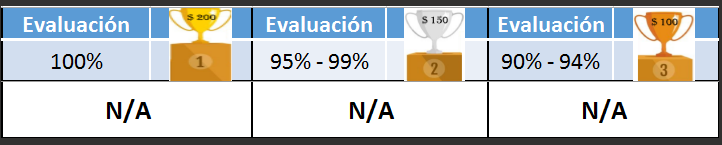 Evaluación $ 200 Evaluación $ 150 Evaluación $ 100
100% 1 95% - 99% 2 90% - 94% 3
N/A N/A N/A